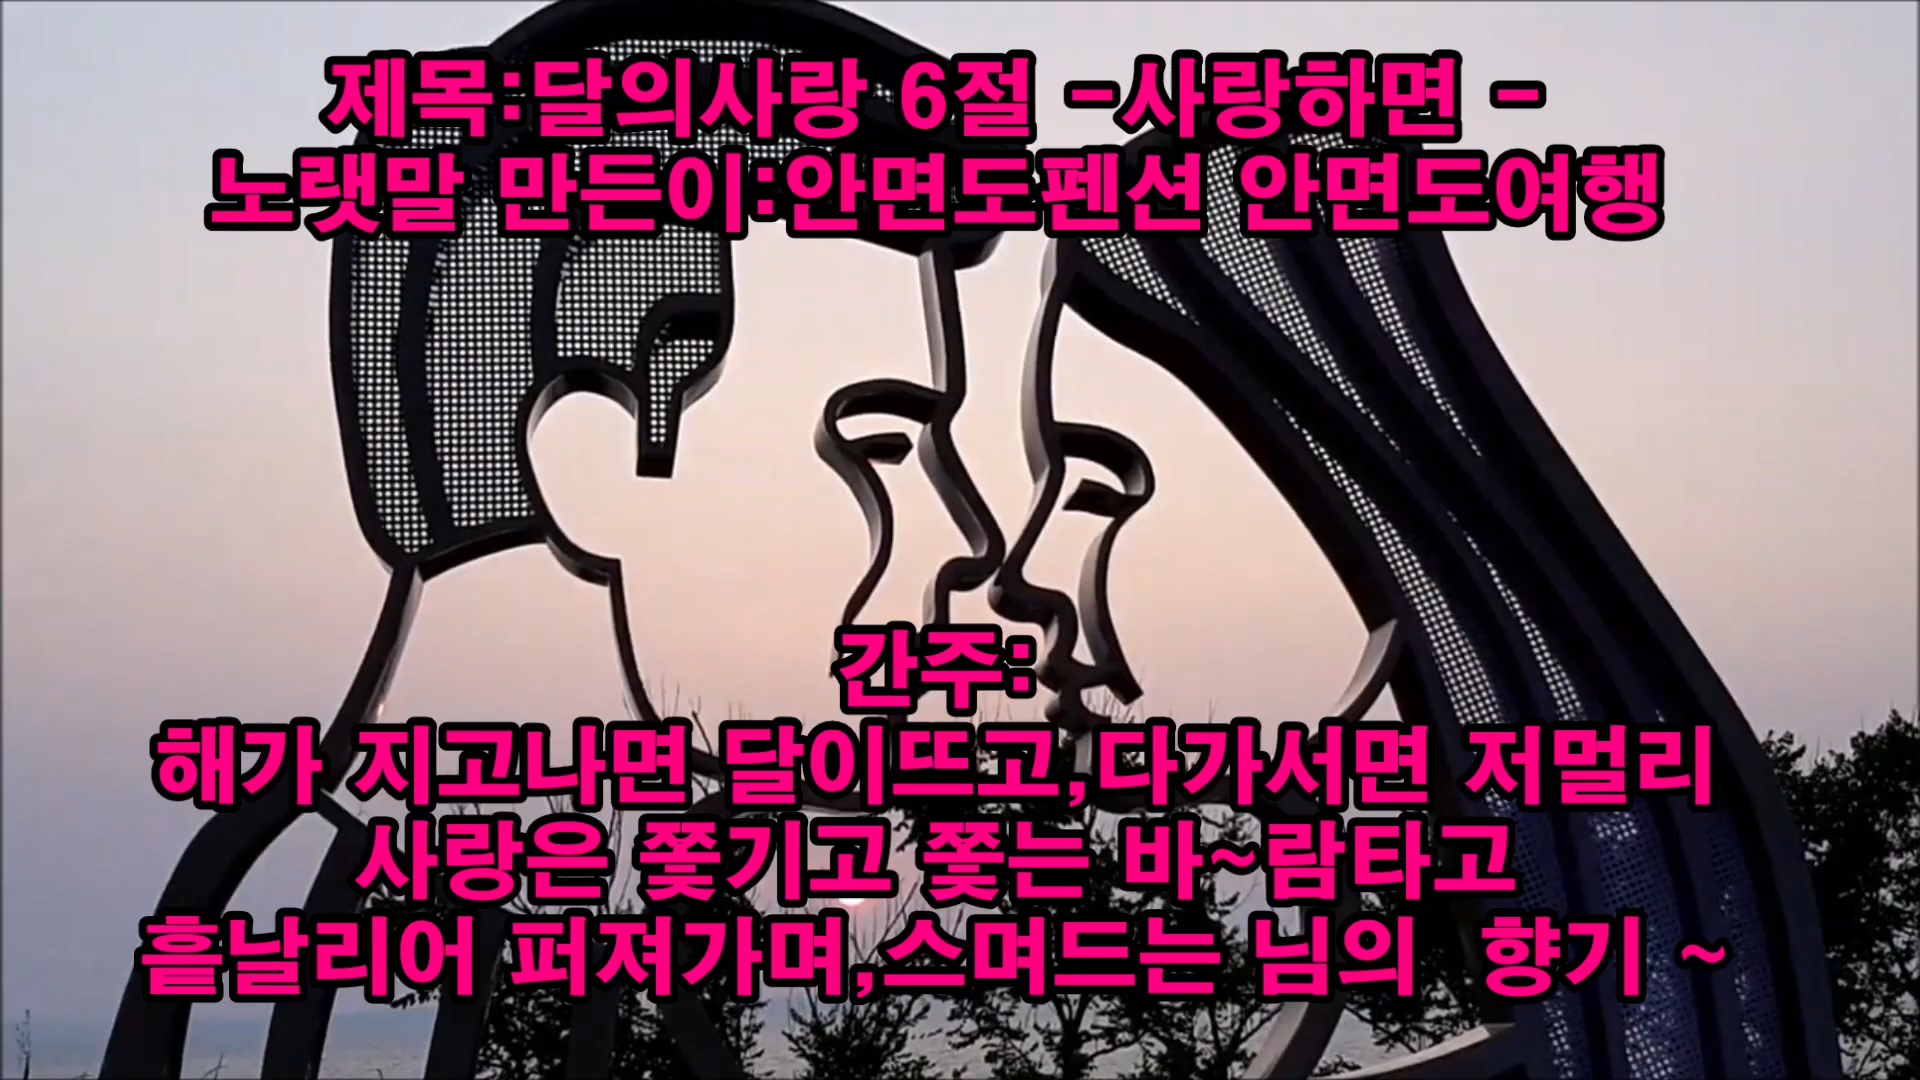 제목:달의사랑 6절 -사랑하면 -
노랫말 만든이:안면도펜션 안면도여행
간주:
해가 지고나면 달이뜨고,다가서면 저멀리
사랑은 쫓기고 쫓는 바~람타고
흩날리어 퍼져가며,스며드는 님의 향기 ~